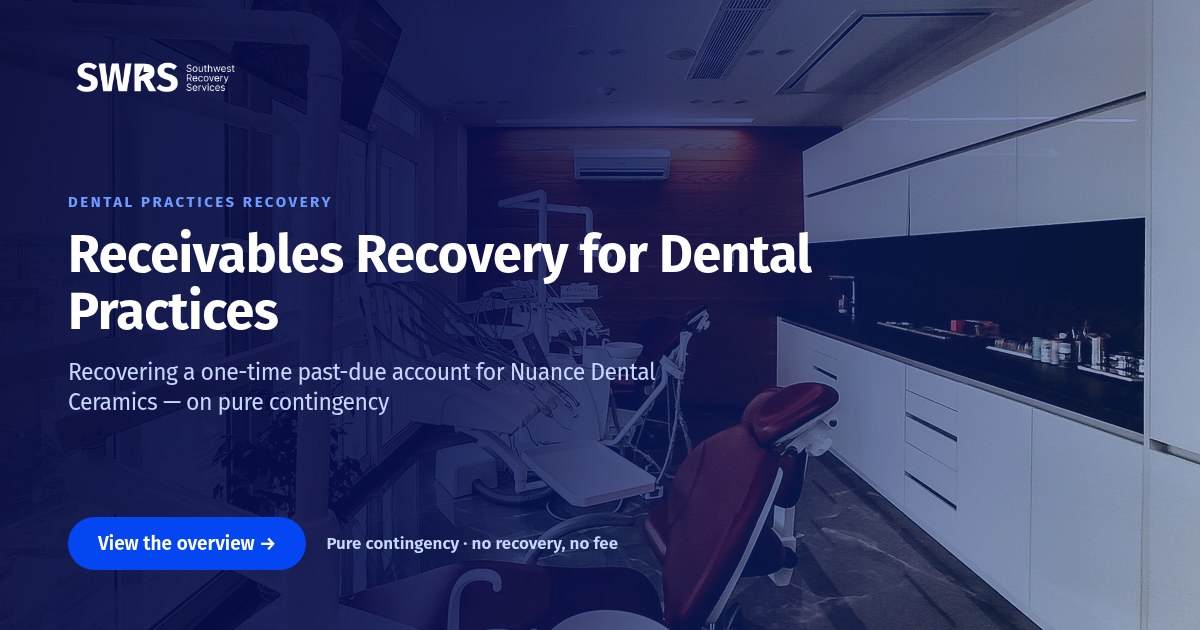 SWRS
Southwest
Recovery
Services
DENTAL PRACTICES RECOVERY
Receivables Recovery for Dental
Practices
Recovering a one-time past-due account for Nuance Dental
Ceramics — on pure contingency
View the overview →
Pure contingency · no recovery, no fee